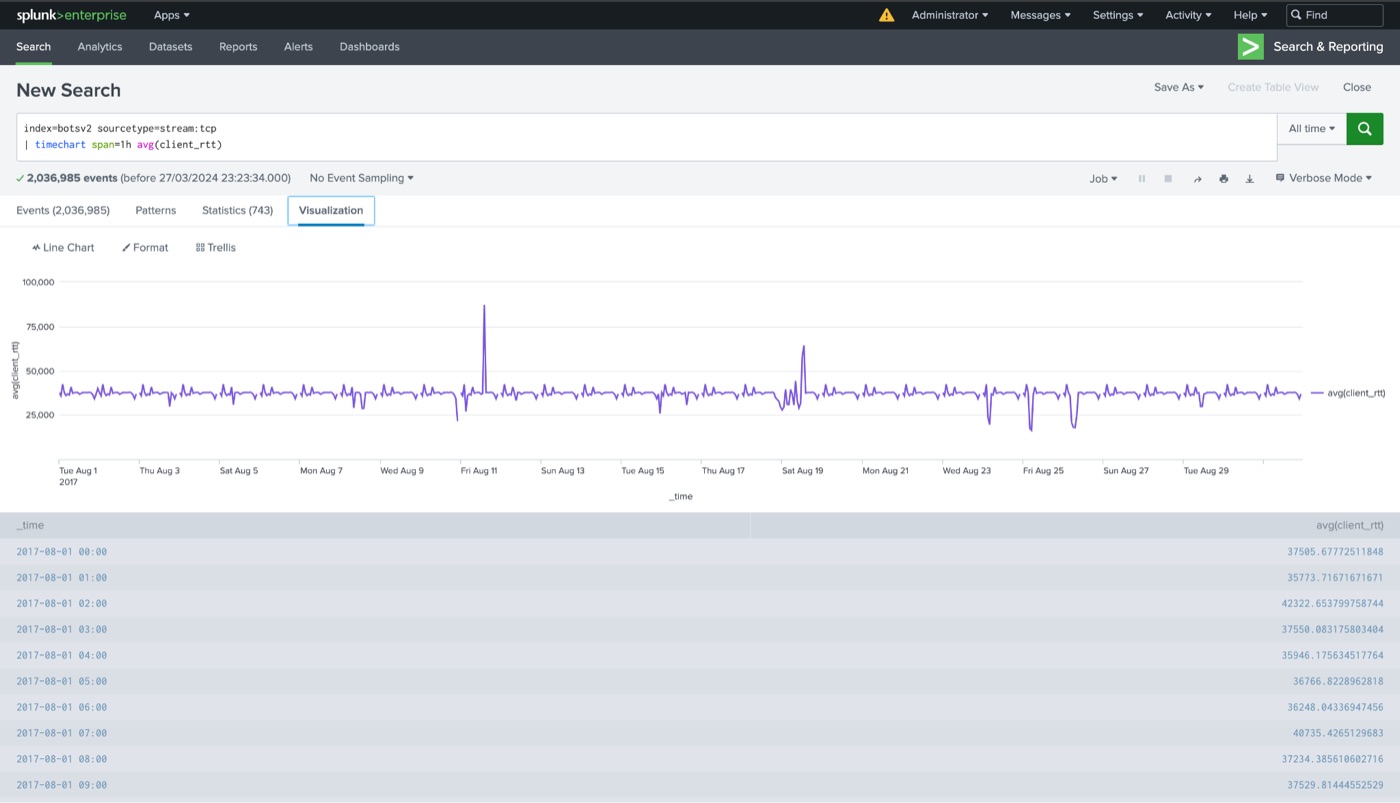 splunk>enterprise Apps Administrator Messages Settings Activity Help Find
Search Analytics Datasets Reports Alerts Dashboards Search & Reporting
New Search Save As Create Table View Close
index=botsv2 sourcetype=stream:tcp
| timechart span=1h avg(client_rtt)
All time
2,036,985 events (before 27/03/2024 23:23:34.000) No Event Sampling Job Verbose Mode
Events (2,036,985) Patterns Statistics (743) Visualization
Line Chart Format Trellis
100,000
75,000
50,000
25,000
avg(client_rtt)
avg(client_rtt)
Tue Aug 1 Thu Aug 3 Sat Aug 5 Mon Aug 7 Wed Aug 9 Fri Aug 11 Sun Aug 13 Tue Aug 15 Thu Aug 17 Sat Aug 19 Mon Aug 21 Wed Aug 23 Fri Aug 25 Sun Aug 27 Tue Aug 29
2017
_time
_time avg(client_rtt)
2017-08-01 00:00 37505.67772511848
2017-08-01 01:00 35773.71671671671
2017-08-01 02:00 42322.653799758744
2017-08-01 03:00 37550.083175803404
2017-08-01 04:00 35946.175634517764
2017-08-01 05:00 36766.8228962818
2017-08-01 06:00 36248.04336947456
2017-08-01 07:00 40735.4265129683
2017-08-01 08:00 37234.385610602716
2017-08-01 09:00 37529.81444552529